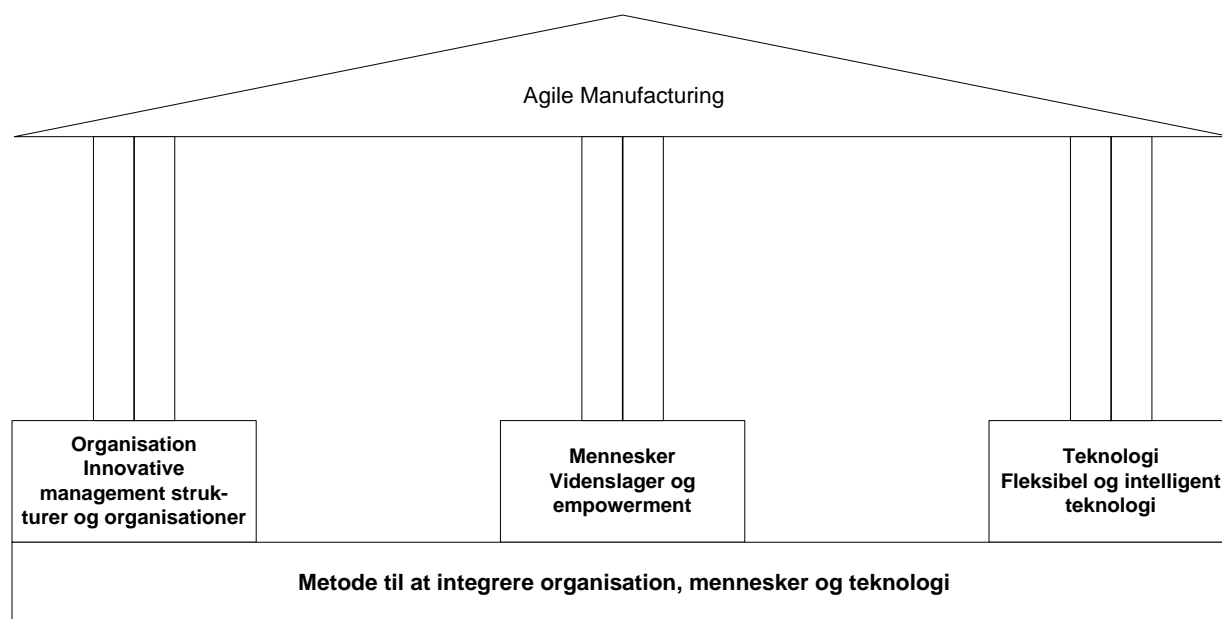 Agile Manufacturing
Organisation
Innovative
management struk-
turer og organisationer
Mennesker
Videnslager og
empowerment
Teknologi
Fleksibel og intelligent
teknologi
Metode til at integrere organisation, mennesker og teknologi